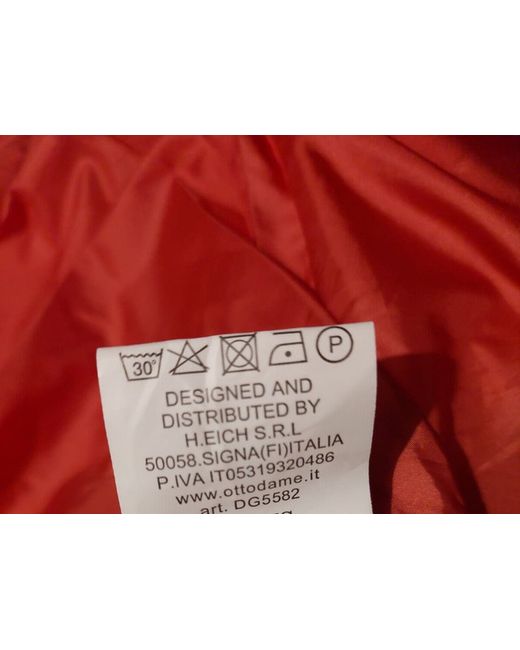 30°
P
DESIGNED AND
DISTRIBUTED BY
H.EICH S.R.L
50058.SIGNA(FI)ITALIA
P.IVA IT05319320486
www.ottodame.it
art. DG5582